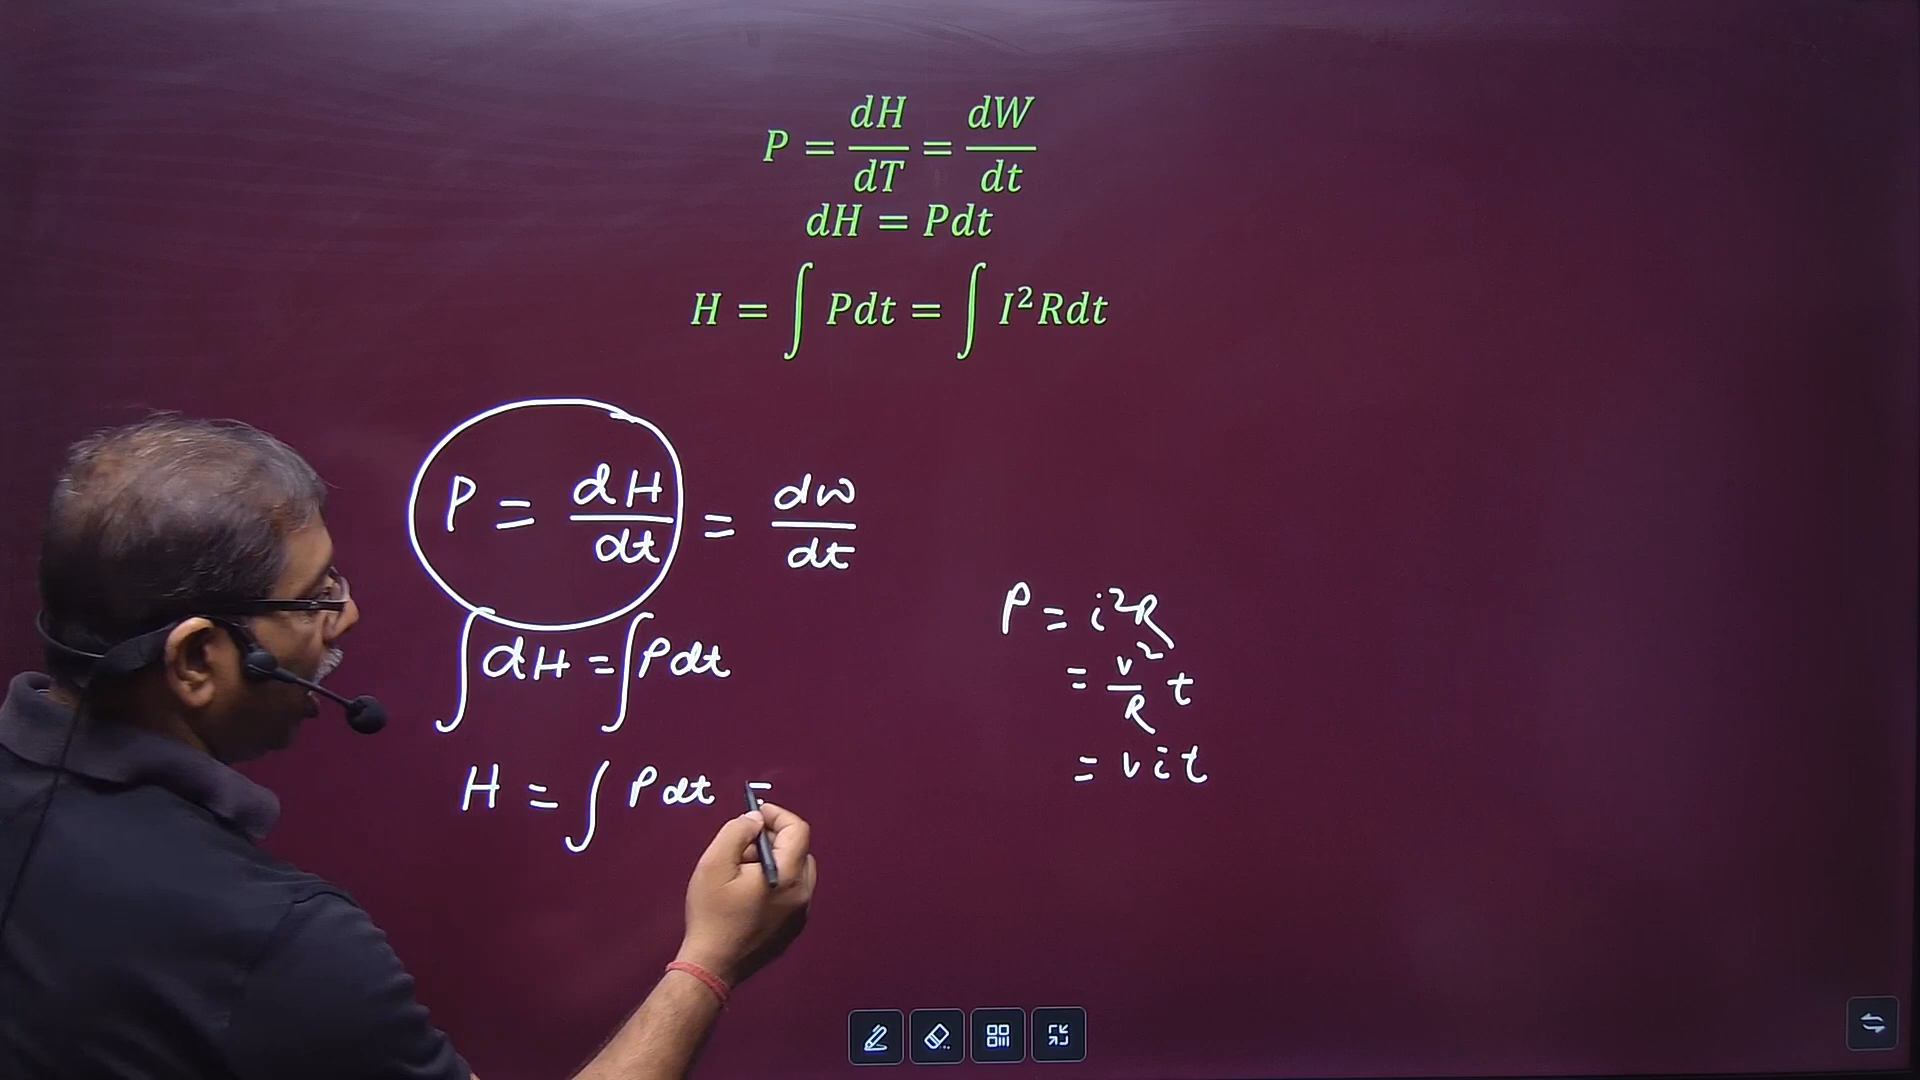 P = dH/dT = dW/dt
dH = Pdt
H = ∫ Pdt = ∫ I²Rdt
P = dH/dt = dw/dt
∫ dH = ∫ Pdt
H = ∫ Pdt =
P = i²R
= v²/R t
= vit